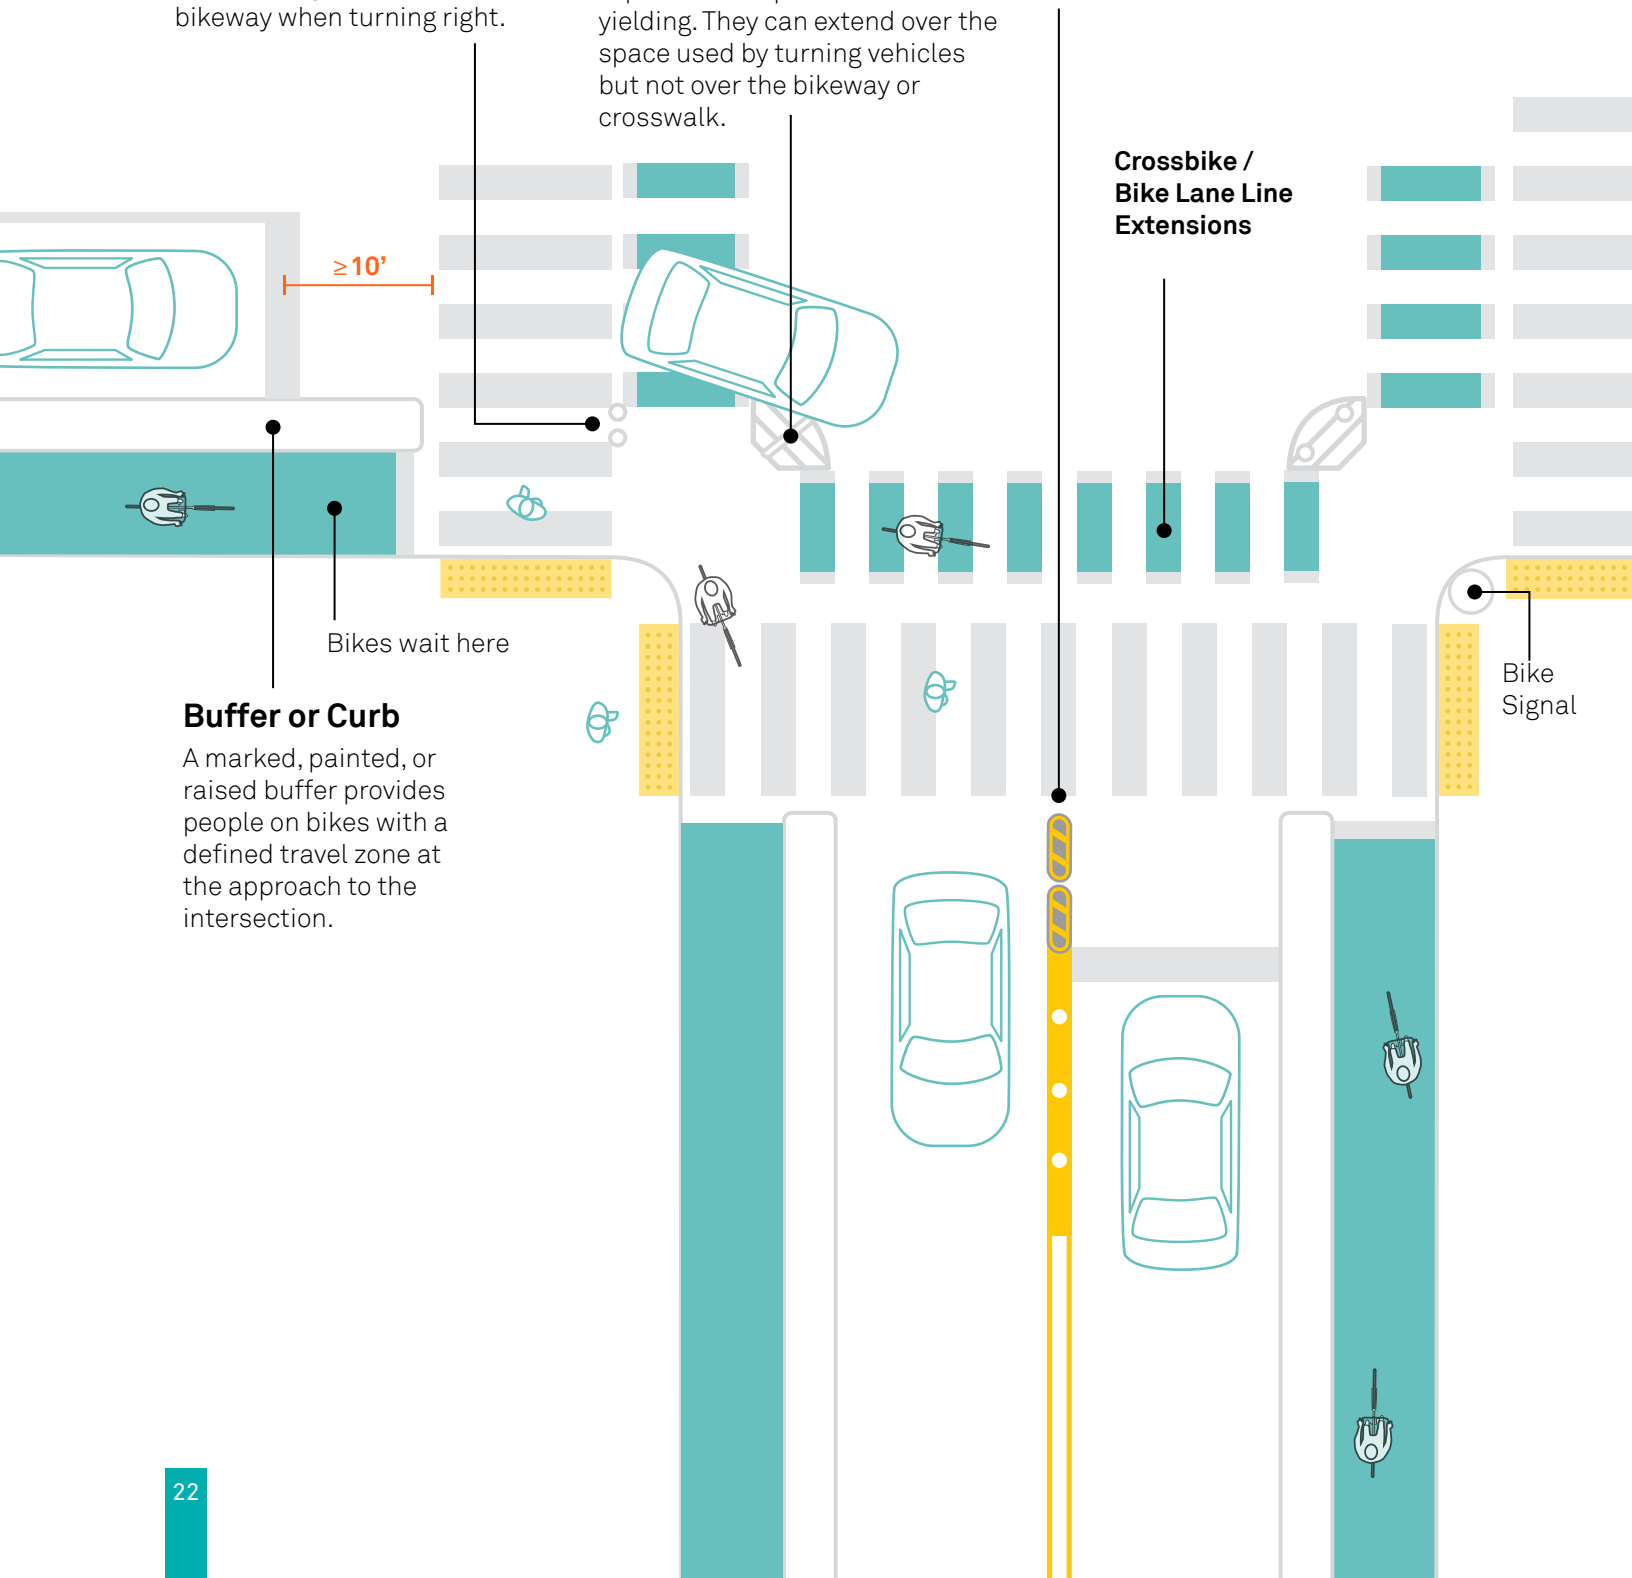 bikeway when turning right.
yielding. They can extend over the
space used by turning vehicles
but not over the bikeway or
crosswalk.
Crossbike /
Bike Lane Line
Extensions
≥10’
Bikes wait here
Bike
Signal
Buffer or Curb
A marked, painted, or
raised buffer provides
people on bikes with a
defined travel zone at
the approach to the
intersection.
22